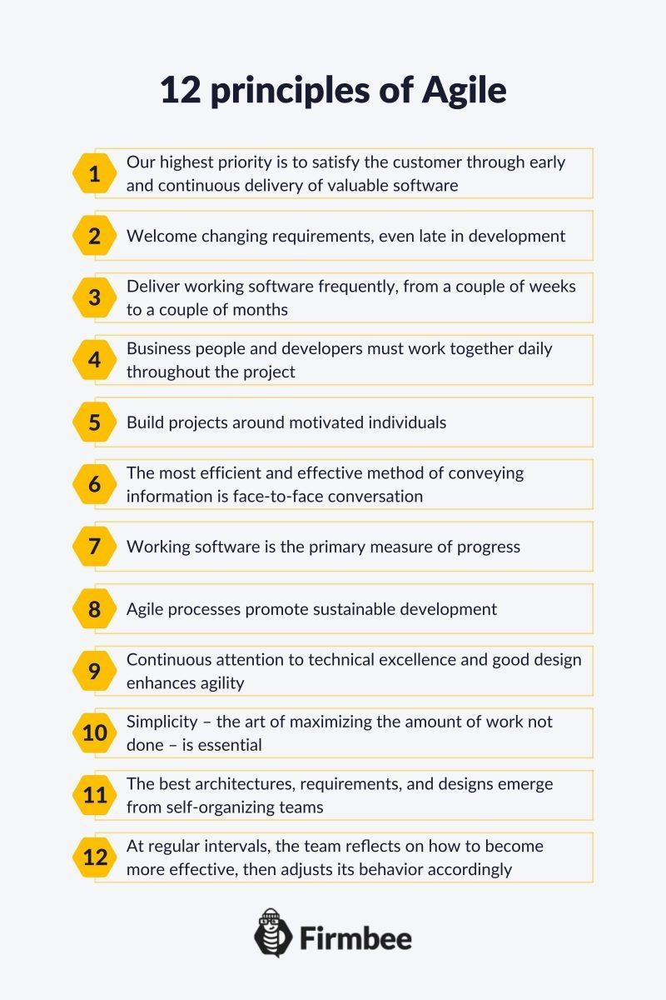 12 principles of Agile
1
Our highest priority is to satisfy the customer through early
and continuous delivery of valuable software
2
Welcome changing requirements, even late in development
3
Deliver working software frequently, from a couple of weeks
to a couple of months
4
Business people and developers must work together daily
throughout the project
5
Build projects around motivated individuals
6
The most efficient and effective method of conveying
information is face-to-face conversation
7
Working software is the primary measure of progress
8
Agile processes promote sustainable development
9
Continuous attention to technical excellence and good design
enhances agility
10
Simplicity – the art of maximizing the amount of work not
done – is essential
11
The best architectures, requirements, and designs emerge
from self-organizing teams
12
At regular intervals, the team reflects on how to become
more effective, then adjusts its behavior accordingly
Firmbee